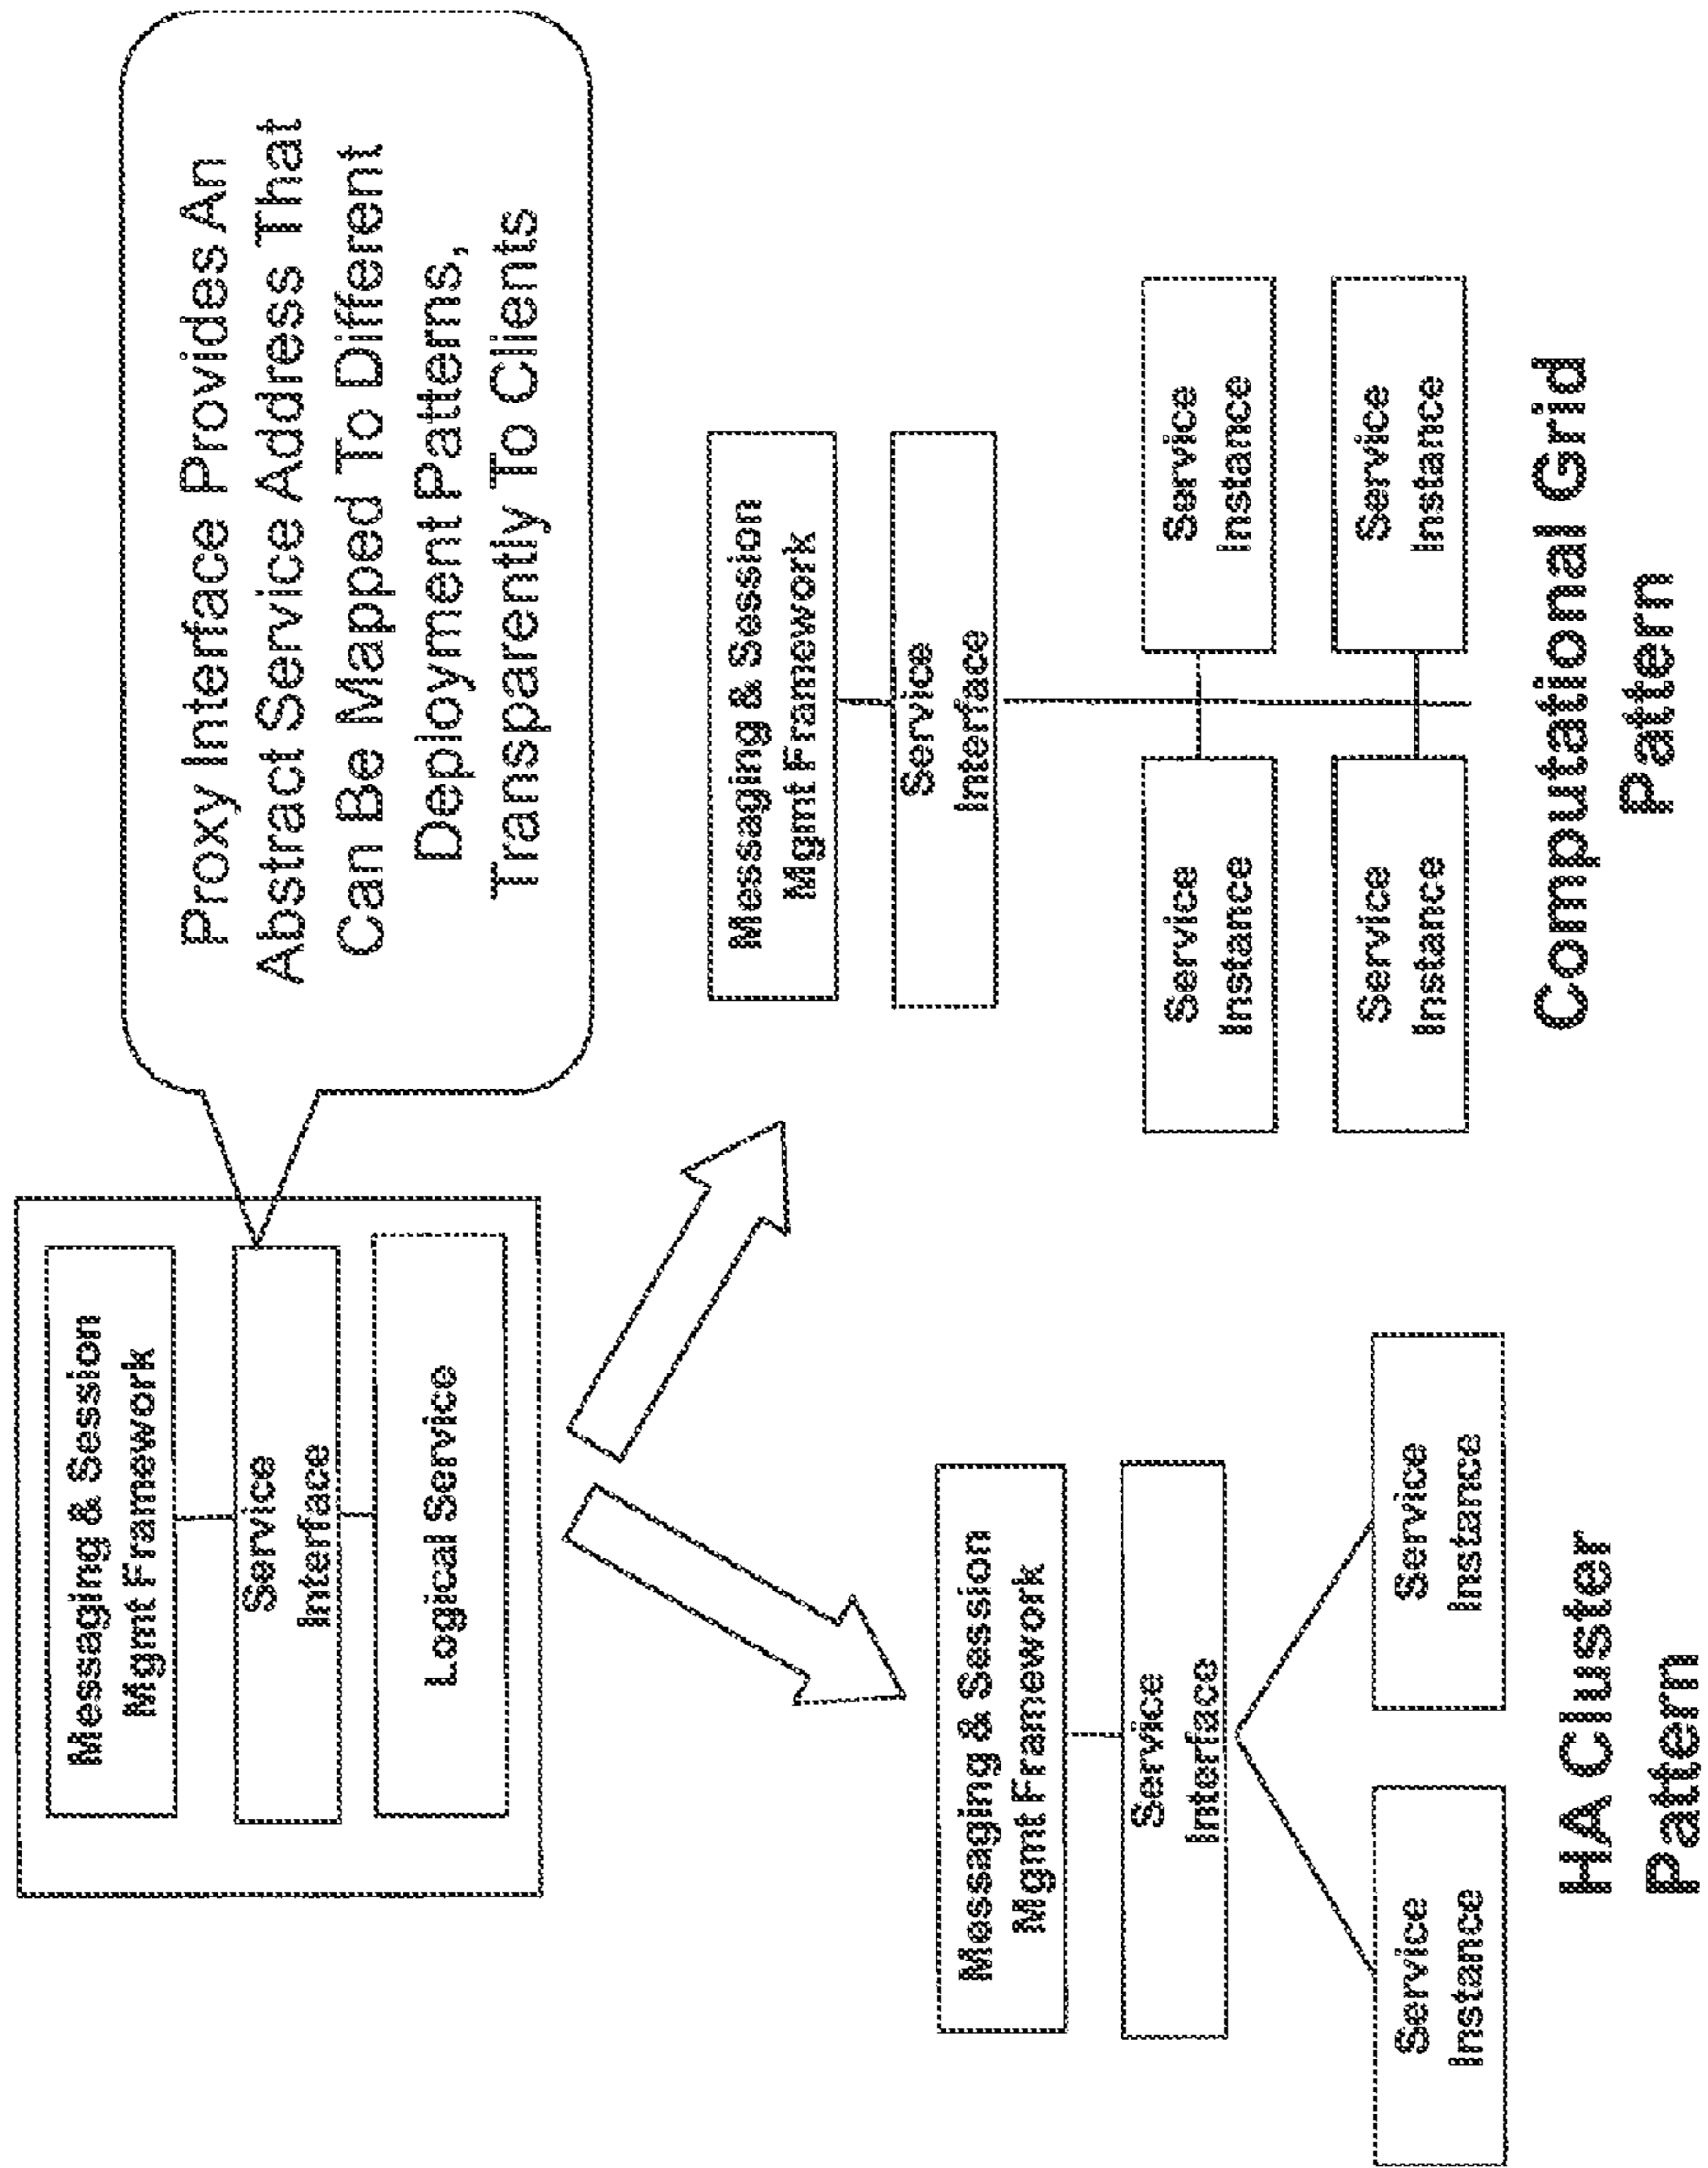 Messaging & Session
Mgmt Framework
Service
Interface
Logical Service
Proxy Interface Provides An
Abstract Service Address That
Can Be Mapped To Different
Deployment Patterns,
Transparently To Clients
Messaging & Session
Mgmt Framework
Service
Interface
Service
Instance
Service
Instance
HA Cluster
Pattern
Messaging & Session
Mgmt Framework
Service
Interface
Service
Instance
Service
Instance
Service
Instance
Service
Instance
Computational Grid
Pattern